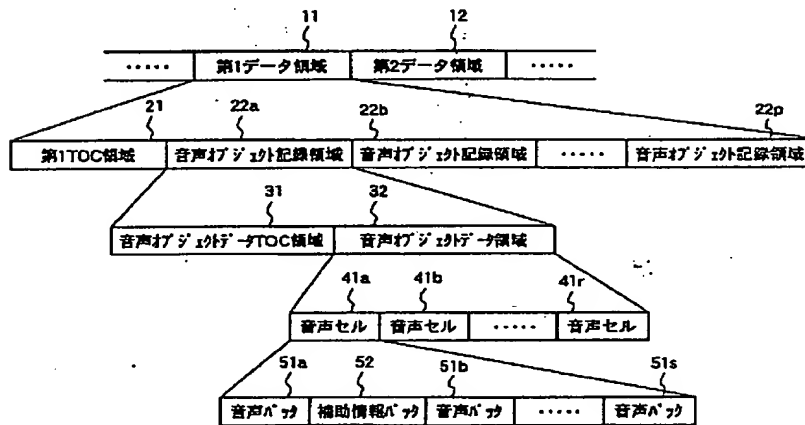 11 12
‥‥‥ 第1データ領域 第2データ領域 ‥‥‥
21 22a 22b 22p
第1TOC領域 音声オブジェクト記録領域 音声オブジェクト記録領域 ‥‥‥ 音声オブジェクト記録領域
31 32
音声オブジェクトデータTOC領域 音声オブジェクトデータ領域
41a 41b 41r
音声セル 音声セル ‥‥‥ 音声セル
51a 52 51b 51s
音声パック 補助情報パック 音声パック ‥‥‥ 音声パック